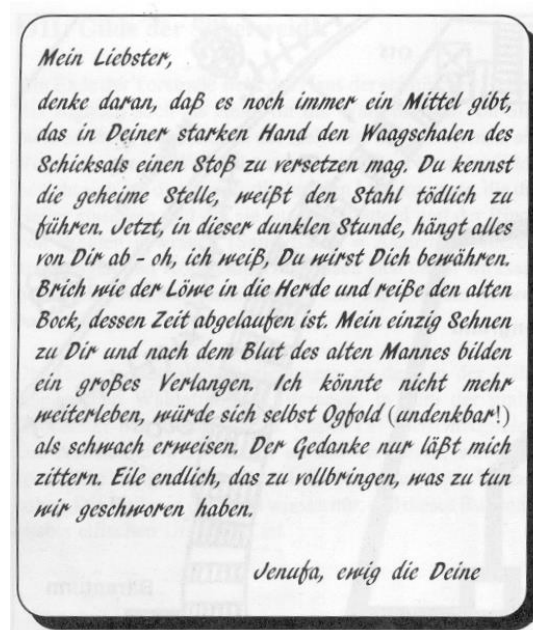 Mein Liebster,
denke daran, daß es noch immer ein Mittel gibt,
das in Deiner starken Hand den Waagschalen des
Schicksals einen Stoß zu versetzen mag. Du kennst
die geheime Stelle, weißt den Stahl tödlich zu
führen. Jetzt, in dieser dunklen Stunde, hängt alles
von Dir ab – oh, ich weiß, Du wirst Dich bewähren.
Brich wie der Löwe in die Herde und reiße den alten
Bock, dessen Zeit abgelaufen ist. Mein einzig Sehnen
zu Dir und nach dem Blut des alten Mannes bilden
ein großes Verlangen. Ich könnte nicht mehr
weiterleben, würde sich selbst Ogfold (undenkbar!)
als schwach erweisen. Der Gedanke nur läßt mich
zittern. Eile endlich, das zu vollbringen, was zu tun
wir geschworen haben.
Jenufa, ewig die Deine